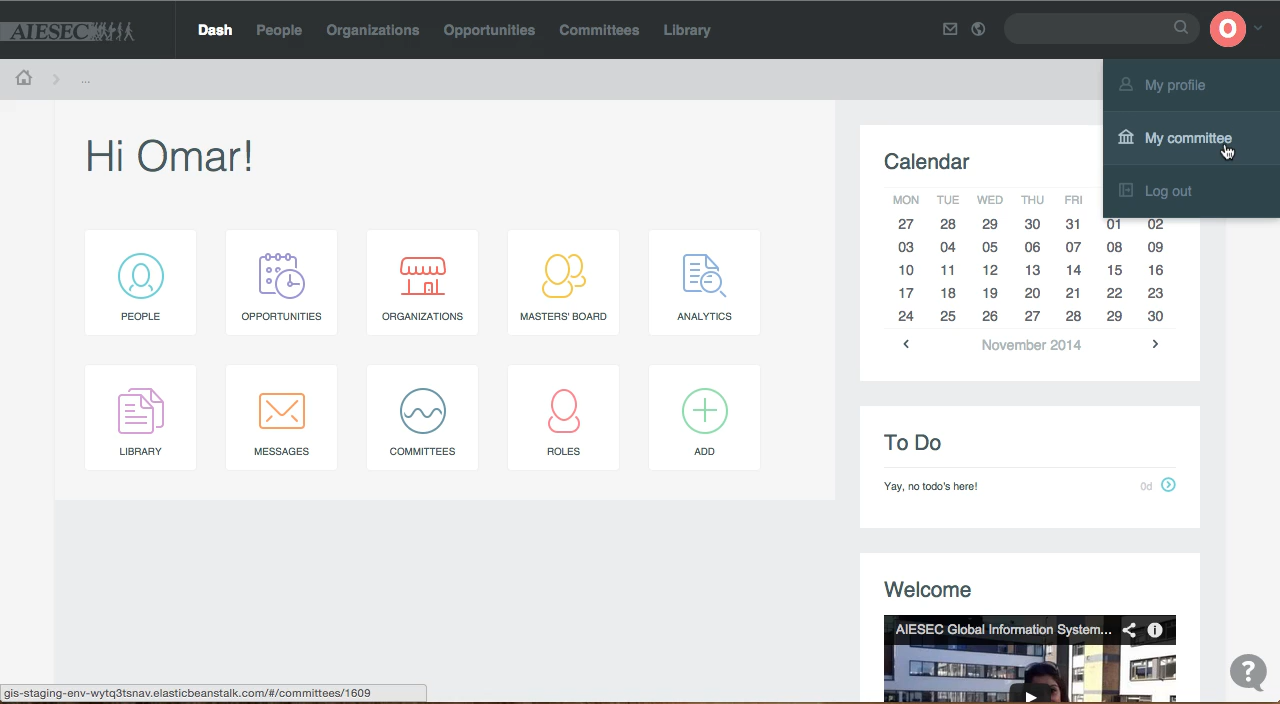 AIESEC
Dash People Organizations Opportunities Committees Library
O
...
My profile
My committee
Log out
Hi Omar!
PEOPLE
OPPORTUNITIES
ORGANIZATIONS
MASTERS' BOARD
ANALYTICS
LIBRARY
MESSAGES
COMMITTEES
ROLES
ADD
Calendar
MON TUE WED THU FRI
27 28 29 30 31 01 02
03 04 05 06 07 08 09
10 11 12 13 14 15 16
17 18 19 20 21 22 23
24 25 26 27 28 29 30
November 2014
To Do
Yay, no todo's here! 0d
Welcome
AIESEC Global Information System...
?
gis-staging-env-wytq3tsnav.elasticbeanstalk.com/#/committees/1609